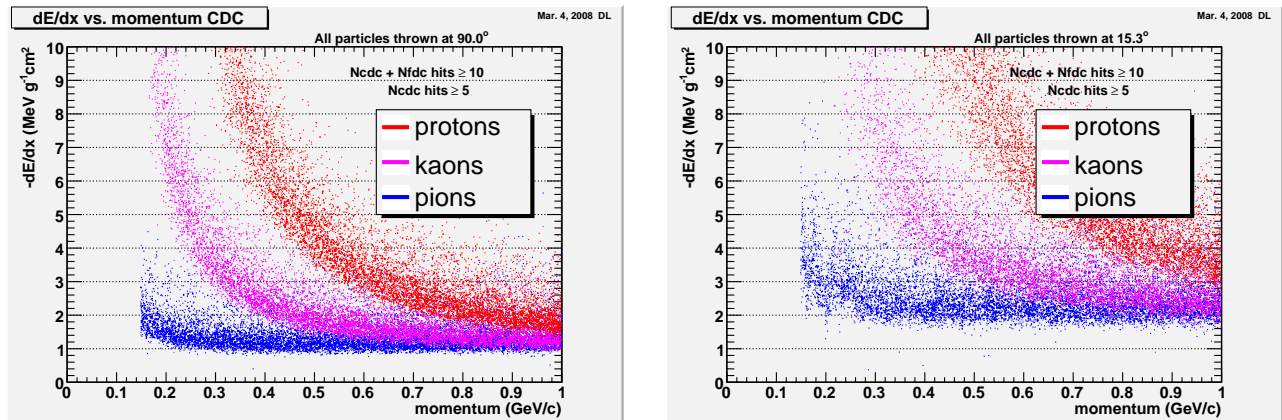 dE/dx vs. momentum CDC
Mar. 4, 2008 DL
All particles thrown at 90.0°
Ncdc + Nfdc hits ≥ 10
Ncdc hits ≥ 5
protons
kaons
pions
-dE/dx (MeV g⁻¹cm²)
10
9
8
7
6
5
4
3
2
1
0
0 0.1 0.2 0.3 0.4 0.5 0.6 0.7 0.8 0.9 1
momentum (GeV/c)
dE/dx vs. momentum CDC
Mar. 4, 2008 DL
All particles thrown at 15.3°
Ncdc + Nfdc hits ≥ 10
Ncdc hits ≥ 5
protons
kaons
pions
-dE/dx (MeV g⁻¹cm²)
10
9
8
7
6
5
4
3
2
1
0
0 0.1 0.2 0.3 0.4 0.5 0.6 0.7 0.8 0.9 1
momentum (GeV/c)